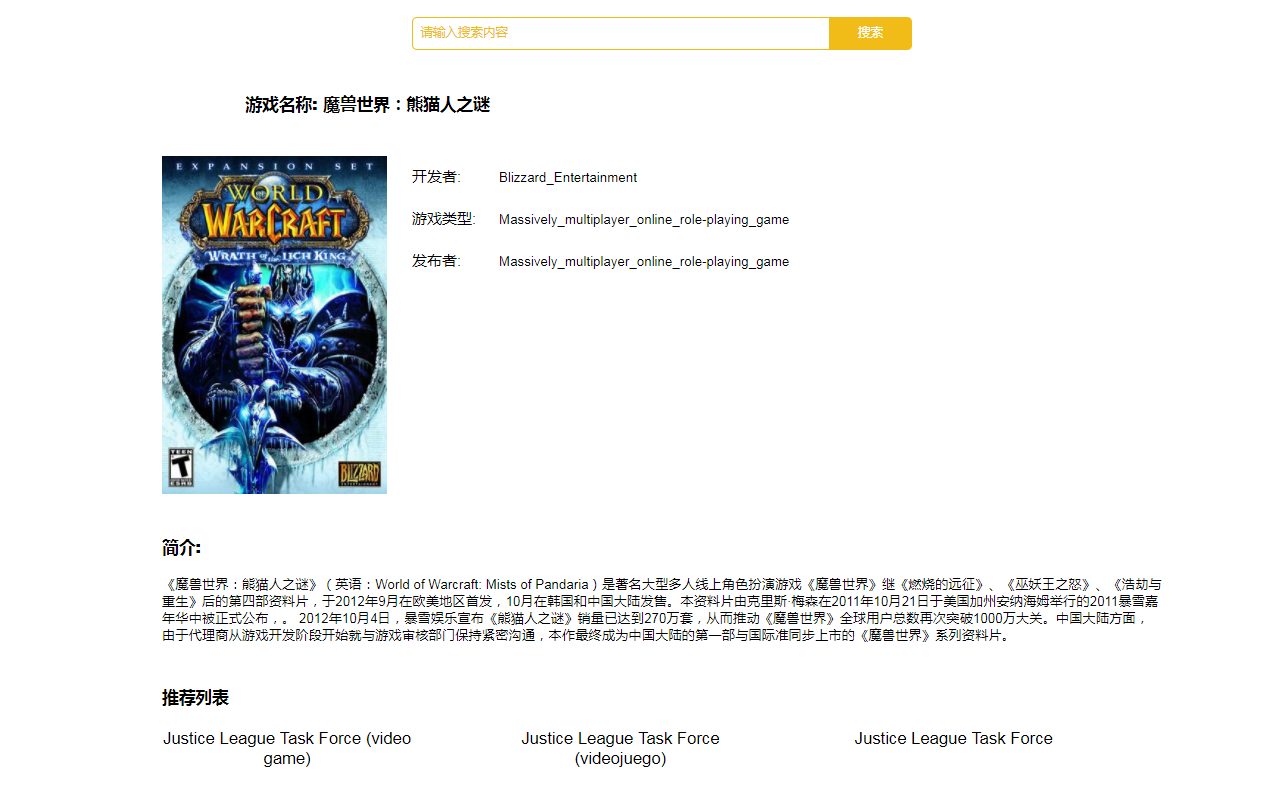 请输入搜索内容
搜索
游戏名称: 魔兽世界：熊猫人之谜
EXPANSION SET
WORLD
OF
WARCRAFT
WRATH of the LICH KING
TEEN
T
ESRB
BLIZZARD
ENTERTAINMENT
开发者: Blizzard_Entertainment
游戏类型: Massively_multiplayer_online_role-playing_game
发布者: Massively_multiplayer_online_role-playing_game
简介:
《魔兽世界：熊猫人之谜》（英语：World of Warcraft: Mists of Pandaria）是著名大型多人线上角色扮演游戏《魔兽世界》继《燃烧的远征》、《巫妖王之怒》、《浩劫与
重生》后的第四部资料片，于2012年9月在欧美地区首发，10月在韩国和中国大陆发售。本资料片由克里斯·梅森在2011年10月21日于美国加州安纳海姆举行的2011暴雪嘉
年华中被正式公布，。 2012年10月4日，暴雪娱乐宣布《熊猫人之谜》销量已达到270万套，从而推动《魔兽世界》全球用户总数再次突破1000万大关。中国大陆方面，
由于代理商从游戏开发阶段开始就与游戏审核部门保持紧密沟通，本作最终成为中国大陆的第一部与国际准同步上市的《魔兽世界》系列资料片。
推荐列表
Justice League Task Force (video
game)
Justice League Task Force
(videojuego)
Justice League Task Force